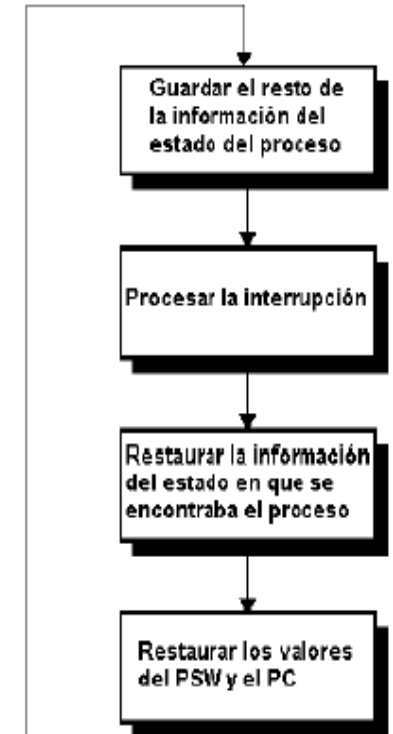 Guardar el resto de
la información del
estado del proceso
Procesar la interrupción
Restaurar la información
del estado en que se
encontraba el proceso
Restaurar los valores
del PSW y el PC